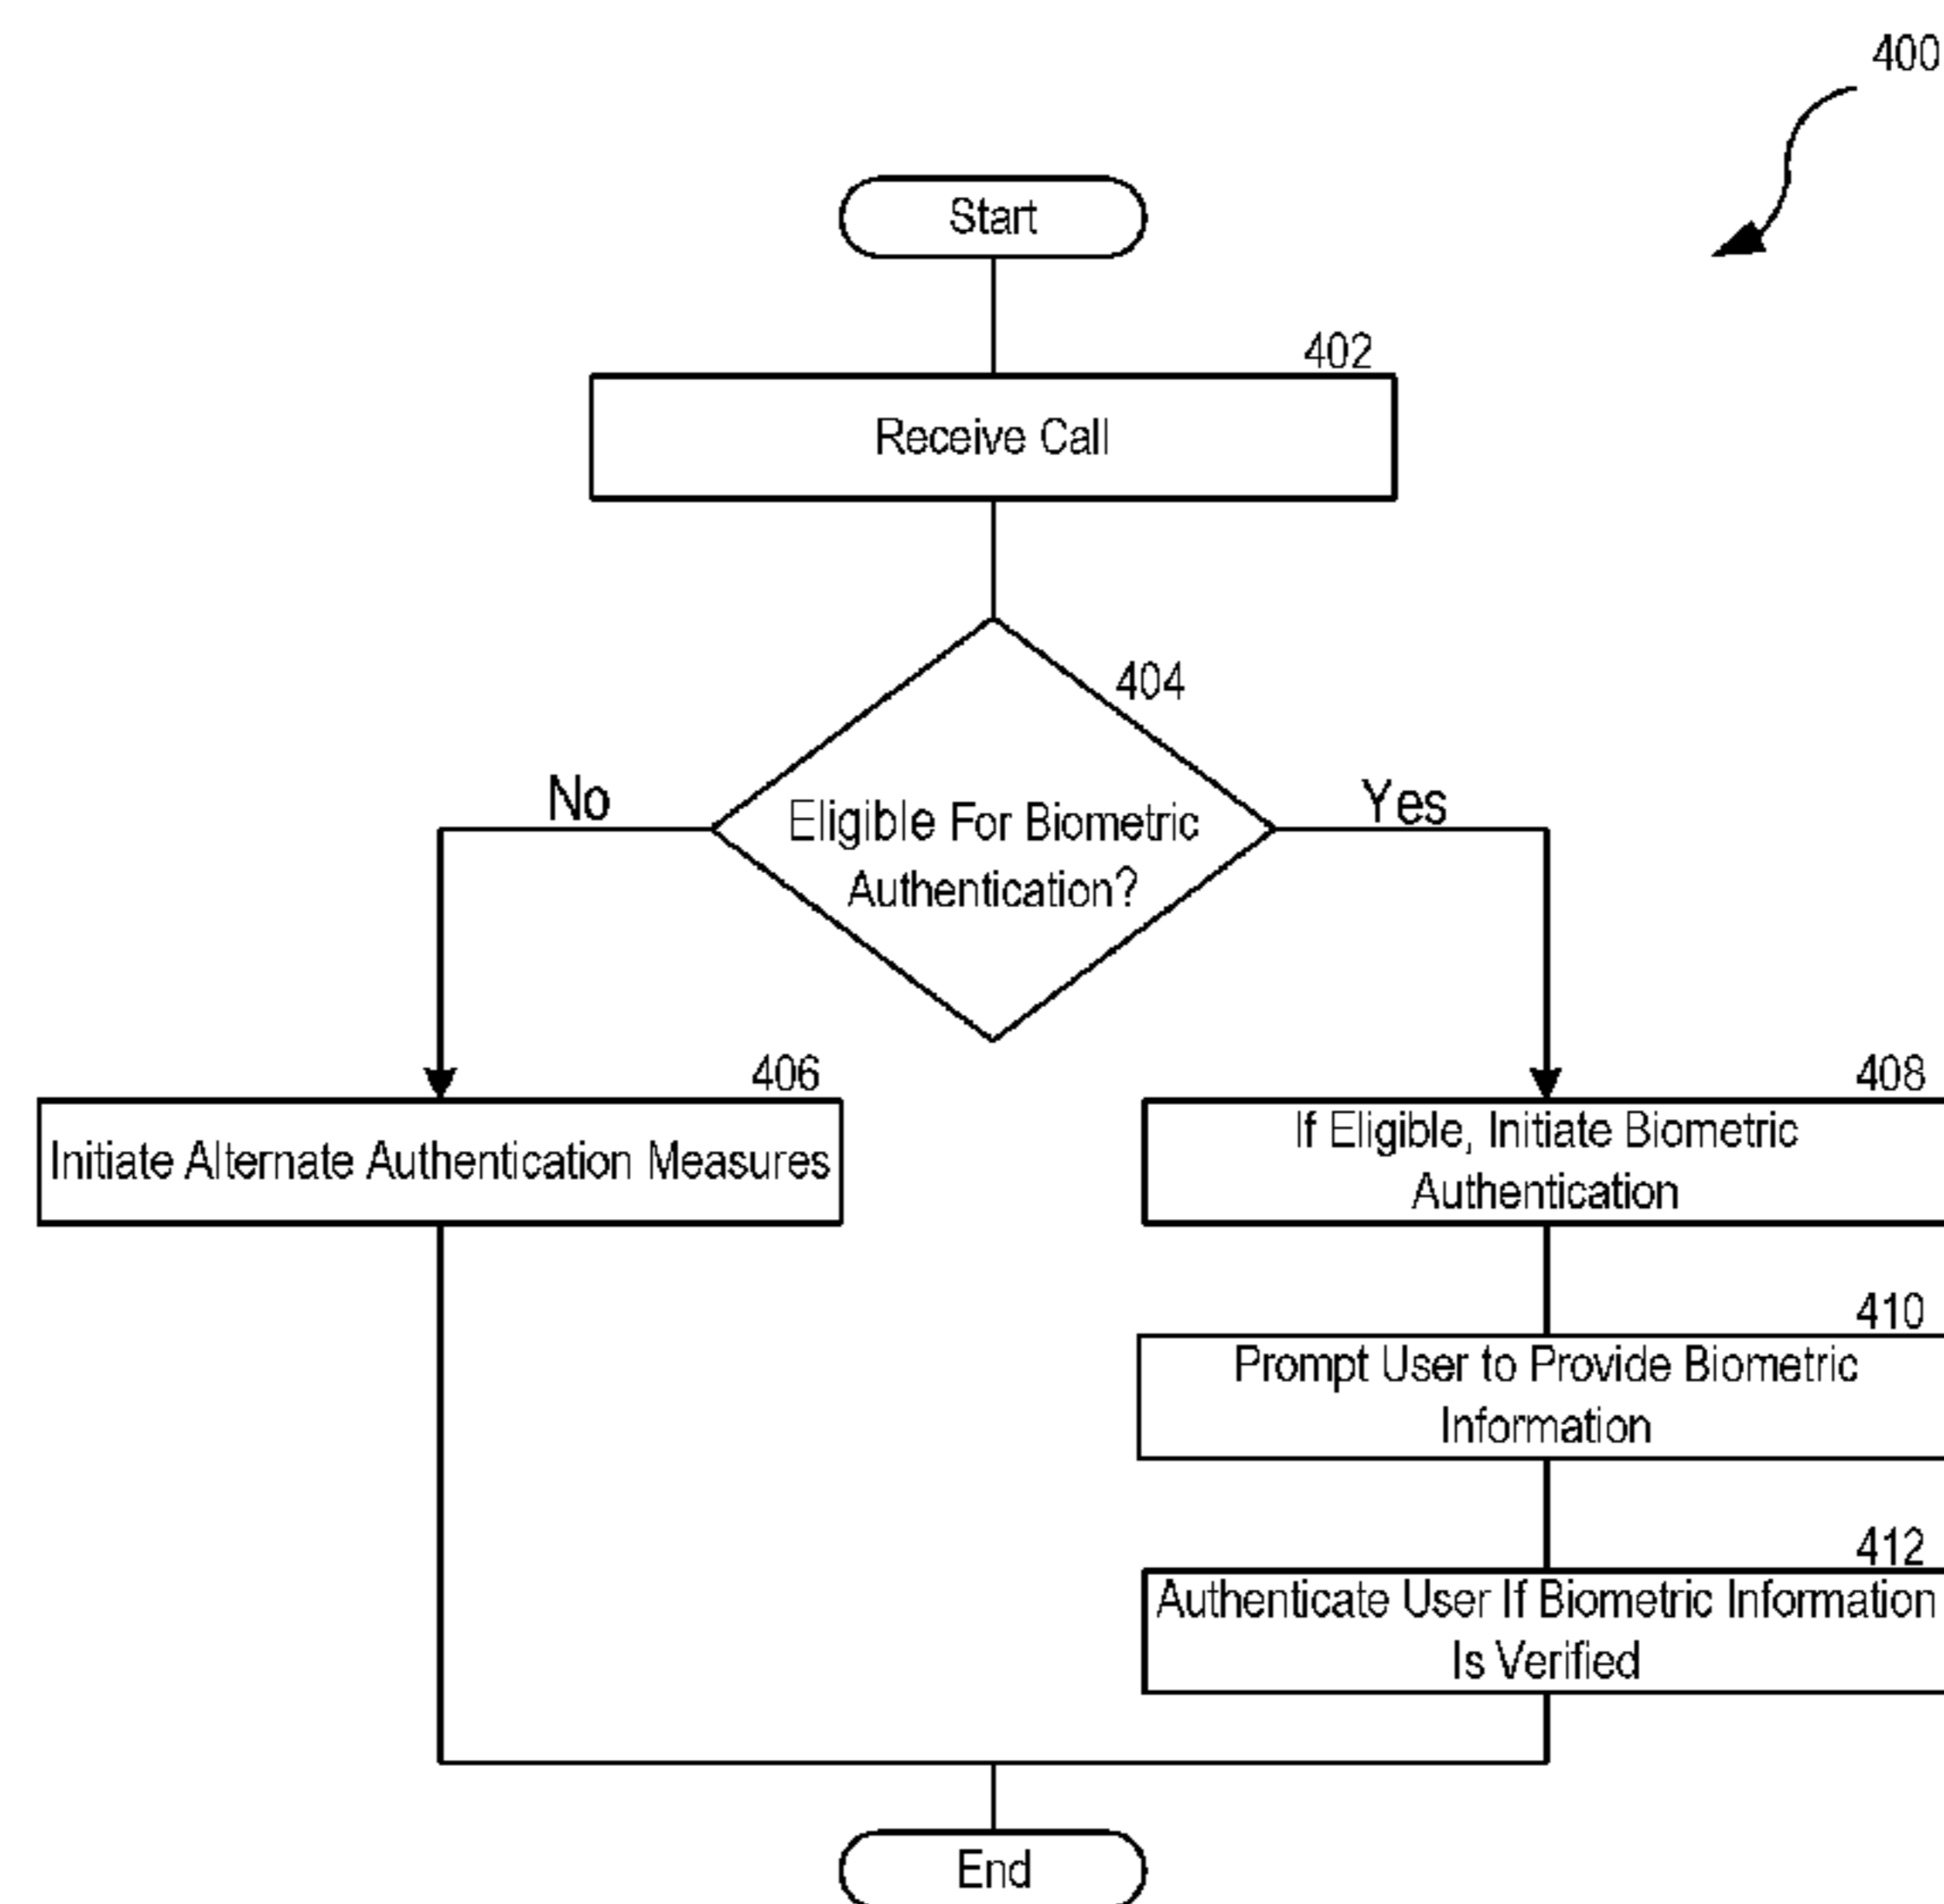 400
Start
402
Receive Call
404
No
Yes
Eligible For Biometric
Authentication?
406
Initiate Alternate Authentication Measures
408
If Eligible, Initiate Biometric
Authentication
410
Prompt User to Provide Biometric
Information
412
Authenticate User If Biometric Information
Is Verified
End